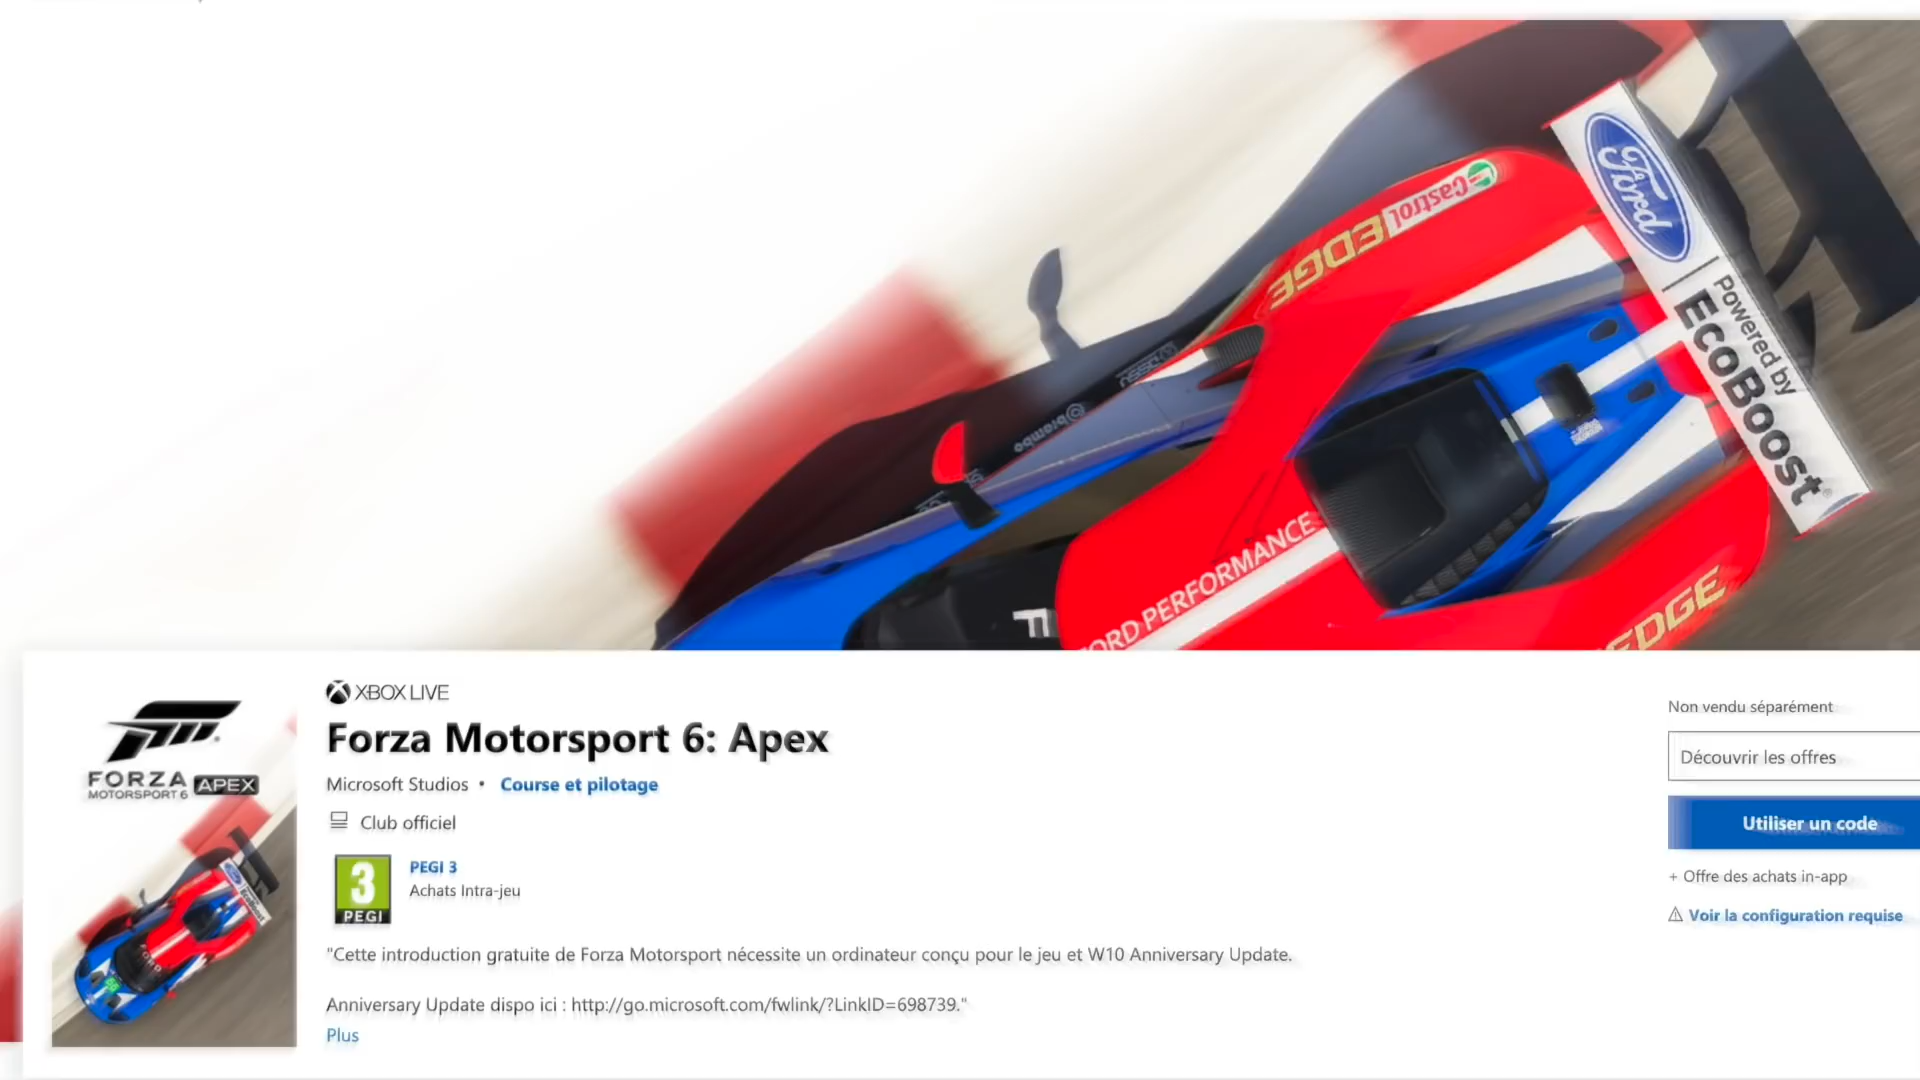 Ford
Powered by
EcoBoost
Castrol
EDGE
brembo
FORD PERFORMANCE
EDGE
XBOX LIVE
Forza Motorsport 6: Apex
Microsoft Studios • Course et pilotage
Club officiel
3
PEGI
PEGI 3
Achats Intra-jeu
"Cette introduction gratuite de Forza Motorsport nécessite un ordinateur conçu pour le jeu et W10 Anniversary Update.
Anniversary Update dispo ici : http://go.microsoft.com/fwlink/?LinkID=698739."
Plus
FORZA
MOTORSPORT 6 APEX
Ford
EcoBoost
Non vendu séparément
Découvrir les offres
Utiliser un code
+ Offre des achats in-app
Voir la configuration requise